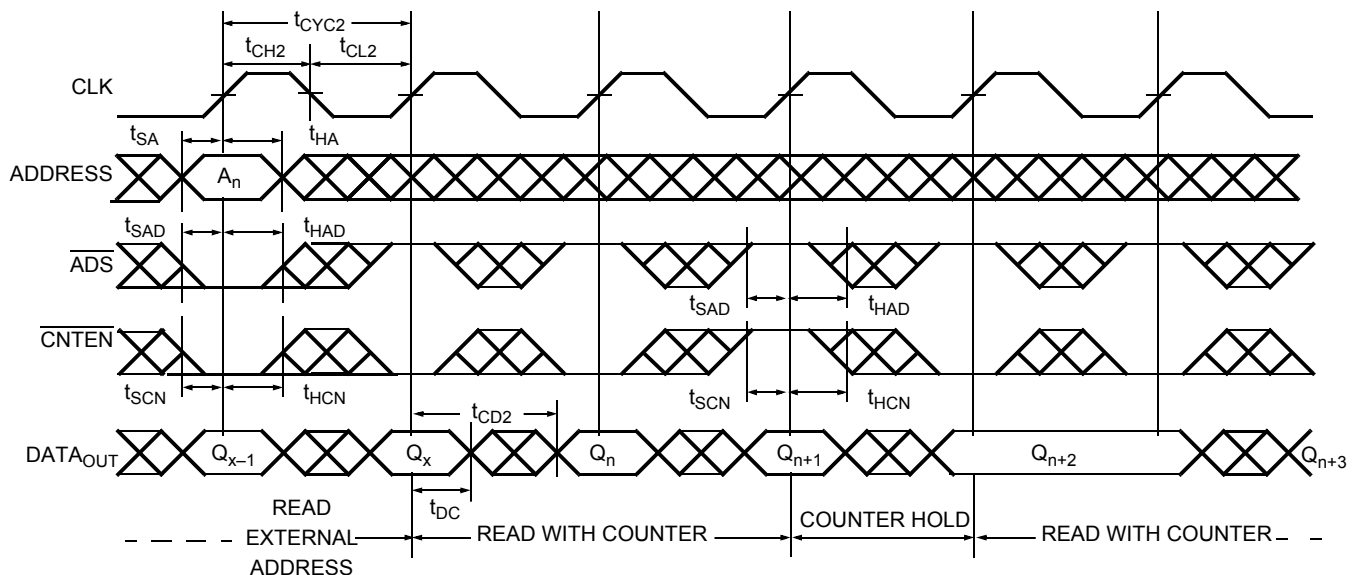 tCYC2
tCH2 tCL2
CLK
tSA tHA
ADDRESS An
tSAD tHAD
ADS
tSAD tHAD
CNTEN
tSCN tHCN tSCN tHCN
tCD2
DATAOUT Qx–1 Qx Qn Qn+1 Qn+2 Qn+3
tDC
READ
EXTERNAL
ADDRESS
READ WITH COUNTER
COUNTER HOLD
READ WITH COUNTER